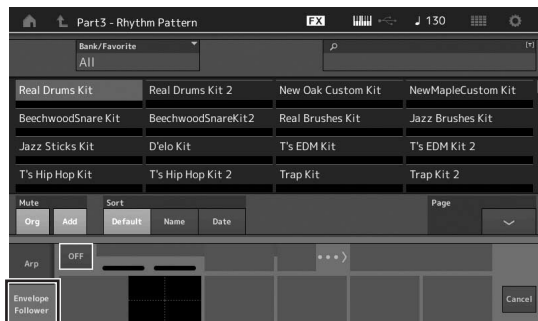 Part3 - Rhythm Pattern FX 130
Bank/Favorite
All
Real Drums Kit Real Drums Kit 2 New Oak Custom Kit NewMapleCustom Kit
BeechwoodSnare Kit BeechwoodSnareKit2 Real Brushes Kit Jazz Brushes Kit
Jazz Sticks Kit D'elo Kit T's EDM Kit T's EDM Kit 2
T's Hip Hop Kit T's Hip Hop Kit 2 Trap Kit Trap Kit 2
Mute Sort Page
Org Add Default Name Date
Arp OFF
Envelope
Follower Cancel